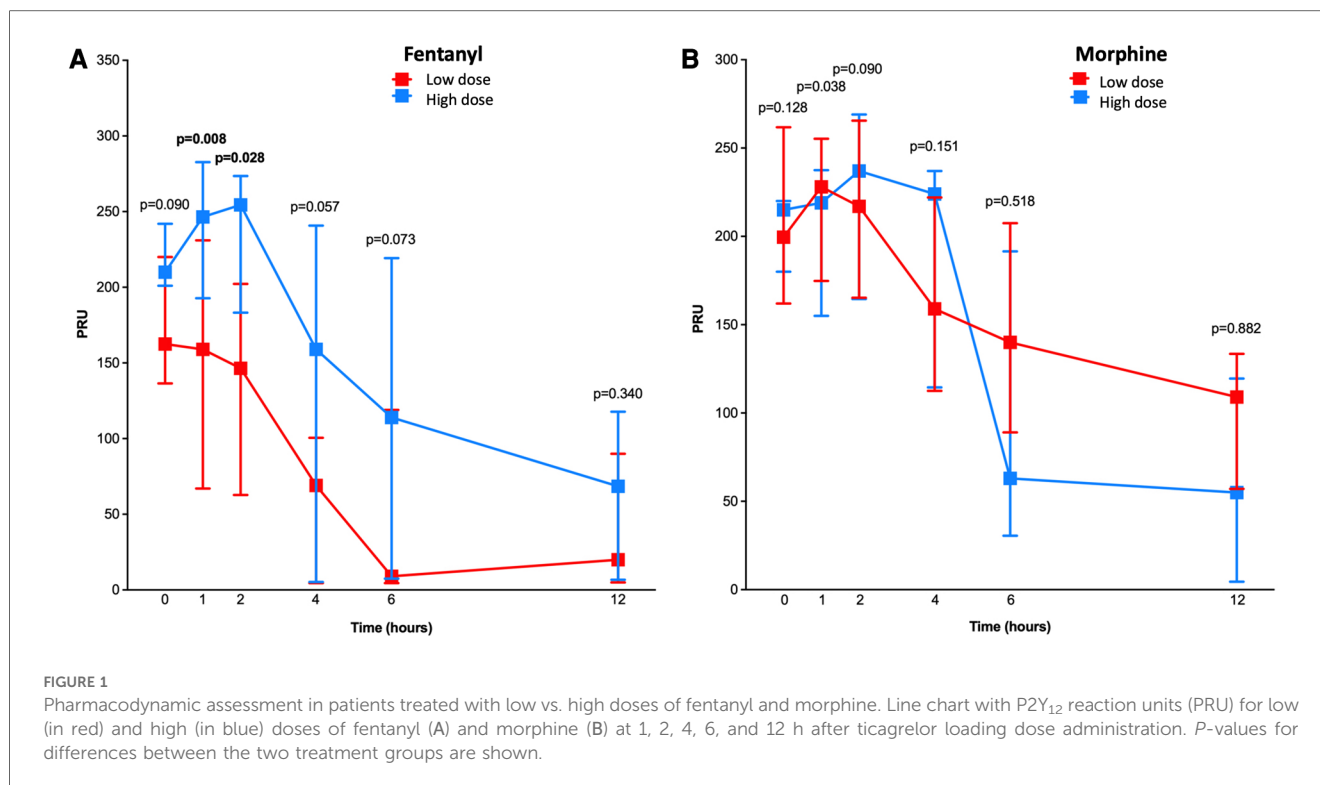 A
Fentanyl
Low dose
High dose
350
300
250
200
150
100
50
0
PRU
p=0.090
p=0.008
p=0.028
p=0.057
p=0.073
p=0.340
0 1 2 4 6 12
Time (hours)
B
Morphine
Low dose
High dose
300
250
200
150
100
50
0
PRU
p=0.128
p=0.038
p=0.090
p=0.151
p=0.518
p=0.882
0 1 2 4 6 12
Time (hours)
FIGURE 1
Pharmacodynamic assessment in patients treated with low vs. high doses of fentanyl and morphine. Line chart with P2Y₁₂ reaction units (PRU) for low
(in red) and high (in blue) doses of fentanyl (A) and morphine (B) at 1, 2, 4, 6, and 12 h after ticagrelor loading dose administration. P-values for
differences between the two treatment groups are shown.